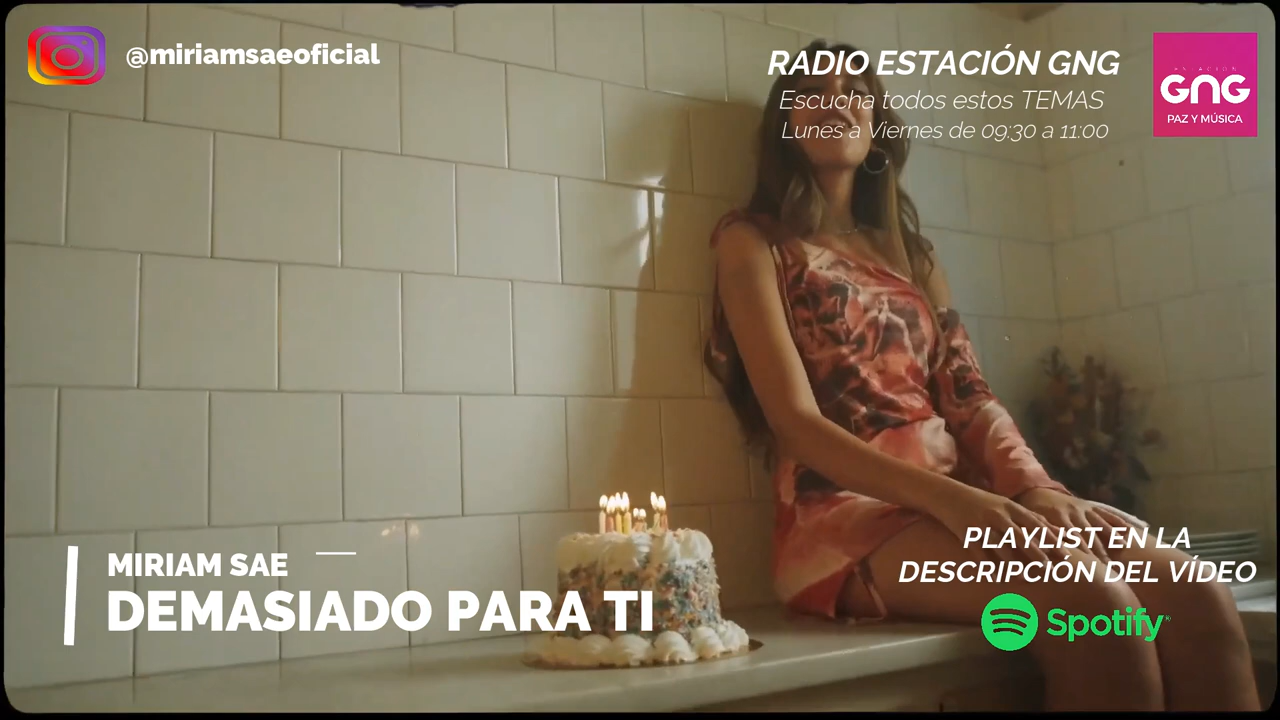 @miriamsaeoficial
RADIO ESTACIÓN GNG
Escucha todos estos TEMAS
Lunes a Viernes de 09:30 a 11:00
ESTACIÓN
GNG
PAZ Y MÚSICA
MIRIAM SAE
DEMASIADO PARA TI
PLAYLIST EN LA
DESCRIPCIÓN DEL VÍDEO
Spotify